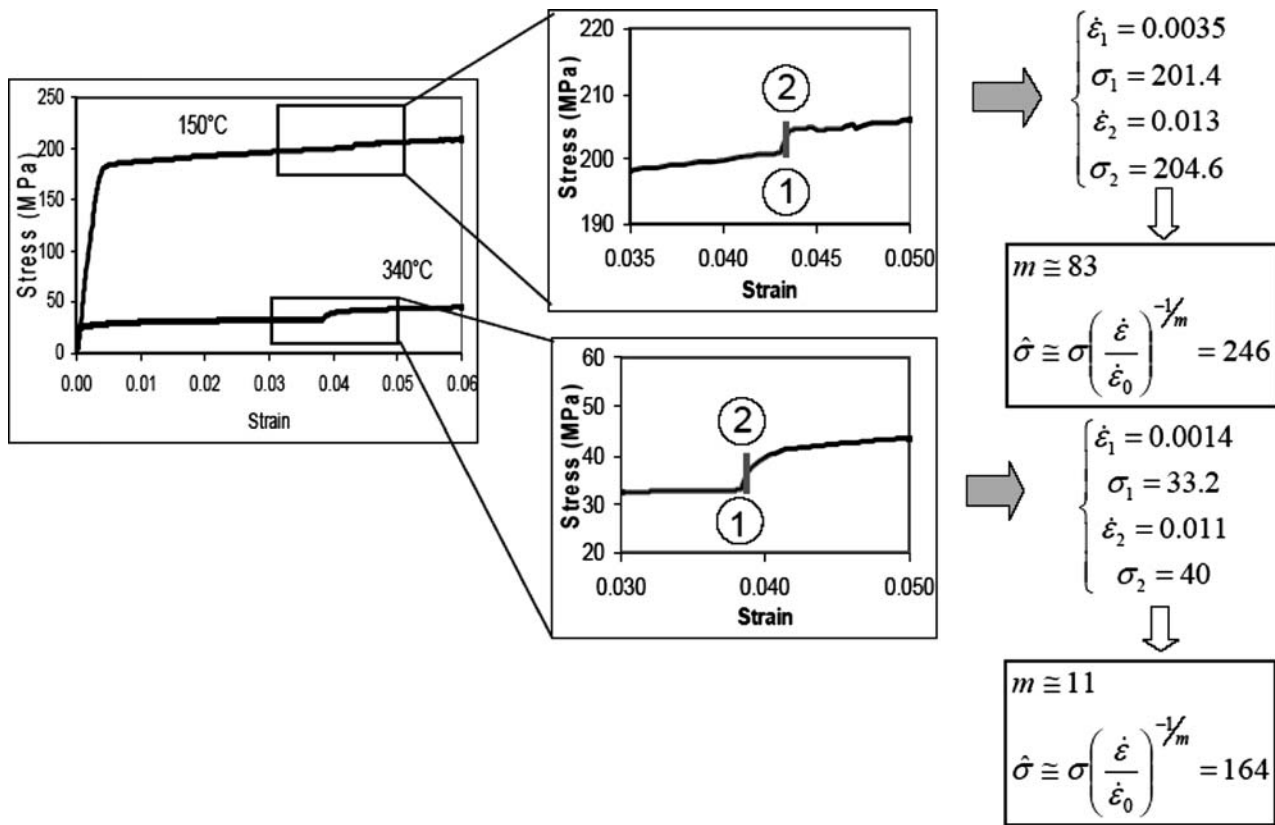 250
200
150
100
50
0
Stress (MPa)
150°C
340°C
0.00 0.01 0.02 0.03 0.04 0.05 0.06
Strain
220
210
200
190
Stress (MPa)
2
1
0.035 0.040 0.045 0.050
Strain
60
50
40
30
20
Stress (MPa)
2
1
0.030 0.040 0.050
Strain
ε̇₁ = 0.0035
σ₁ = 201.4
ε̇₂ = 0.013
σ₂ = 204.6
m ≅ 83
σ̂ ≅ σ(ε̇/ε̇₀)^(-1/m) = 246
ε̇₁ = 0.0014
σ₁ = 33.2
ε̇₂ = 0.011
σ₂ = 40
m ≅ 11
σ̂ ≅ σ(ε̇/ε̇₀)^(-1/m) = 164